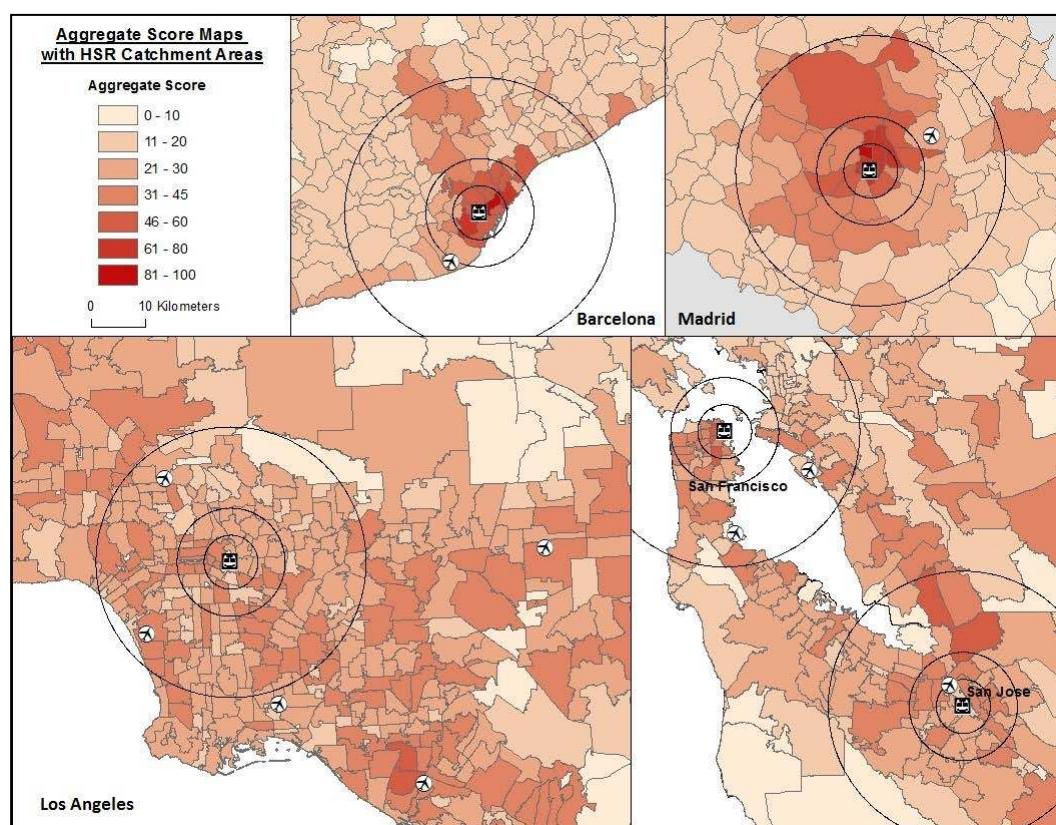 Aggregate Score Maps
with HSR Catchment Areas
Aggregate Score
0 - 10
11 - 20
21 - 30
31 - 45
46 - 60
61 - 80
81 - 100
0 10 Kilometers
Barcelona
Madrid
Los Angeles
San Francisco
San Jose